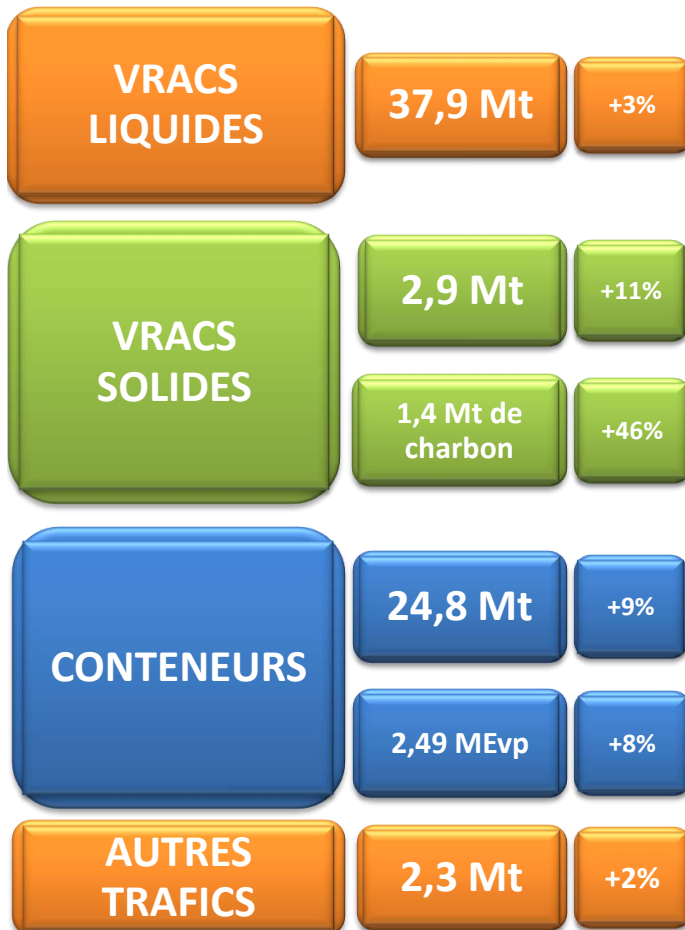 VRACS
LIQUIDES
37,9 Mt
+3%
VRACS
SOLIDES
2,9 Mt
+11%
1,4 Mt de
charbon
+46%
CONTENEURS
24,8 Mt
+9%
2,49 MEvp
+8%
AUTRES
TRAFICS
2,3 Mt
+2%